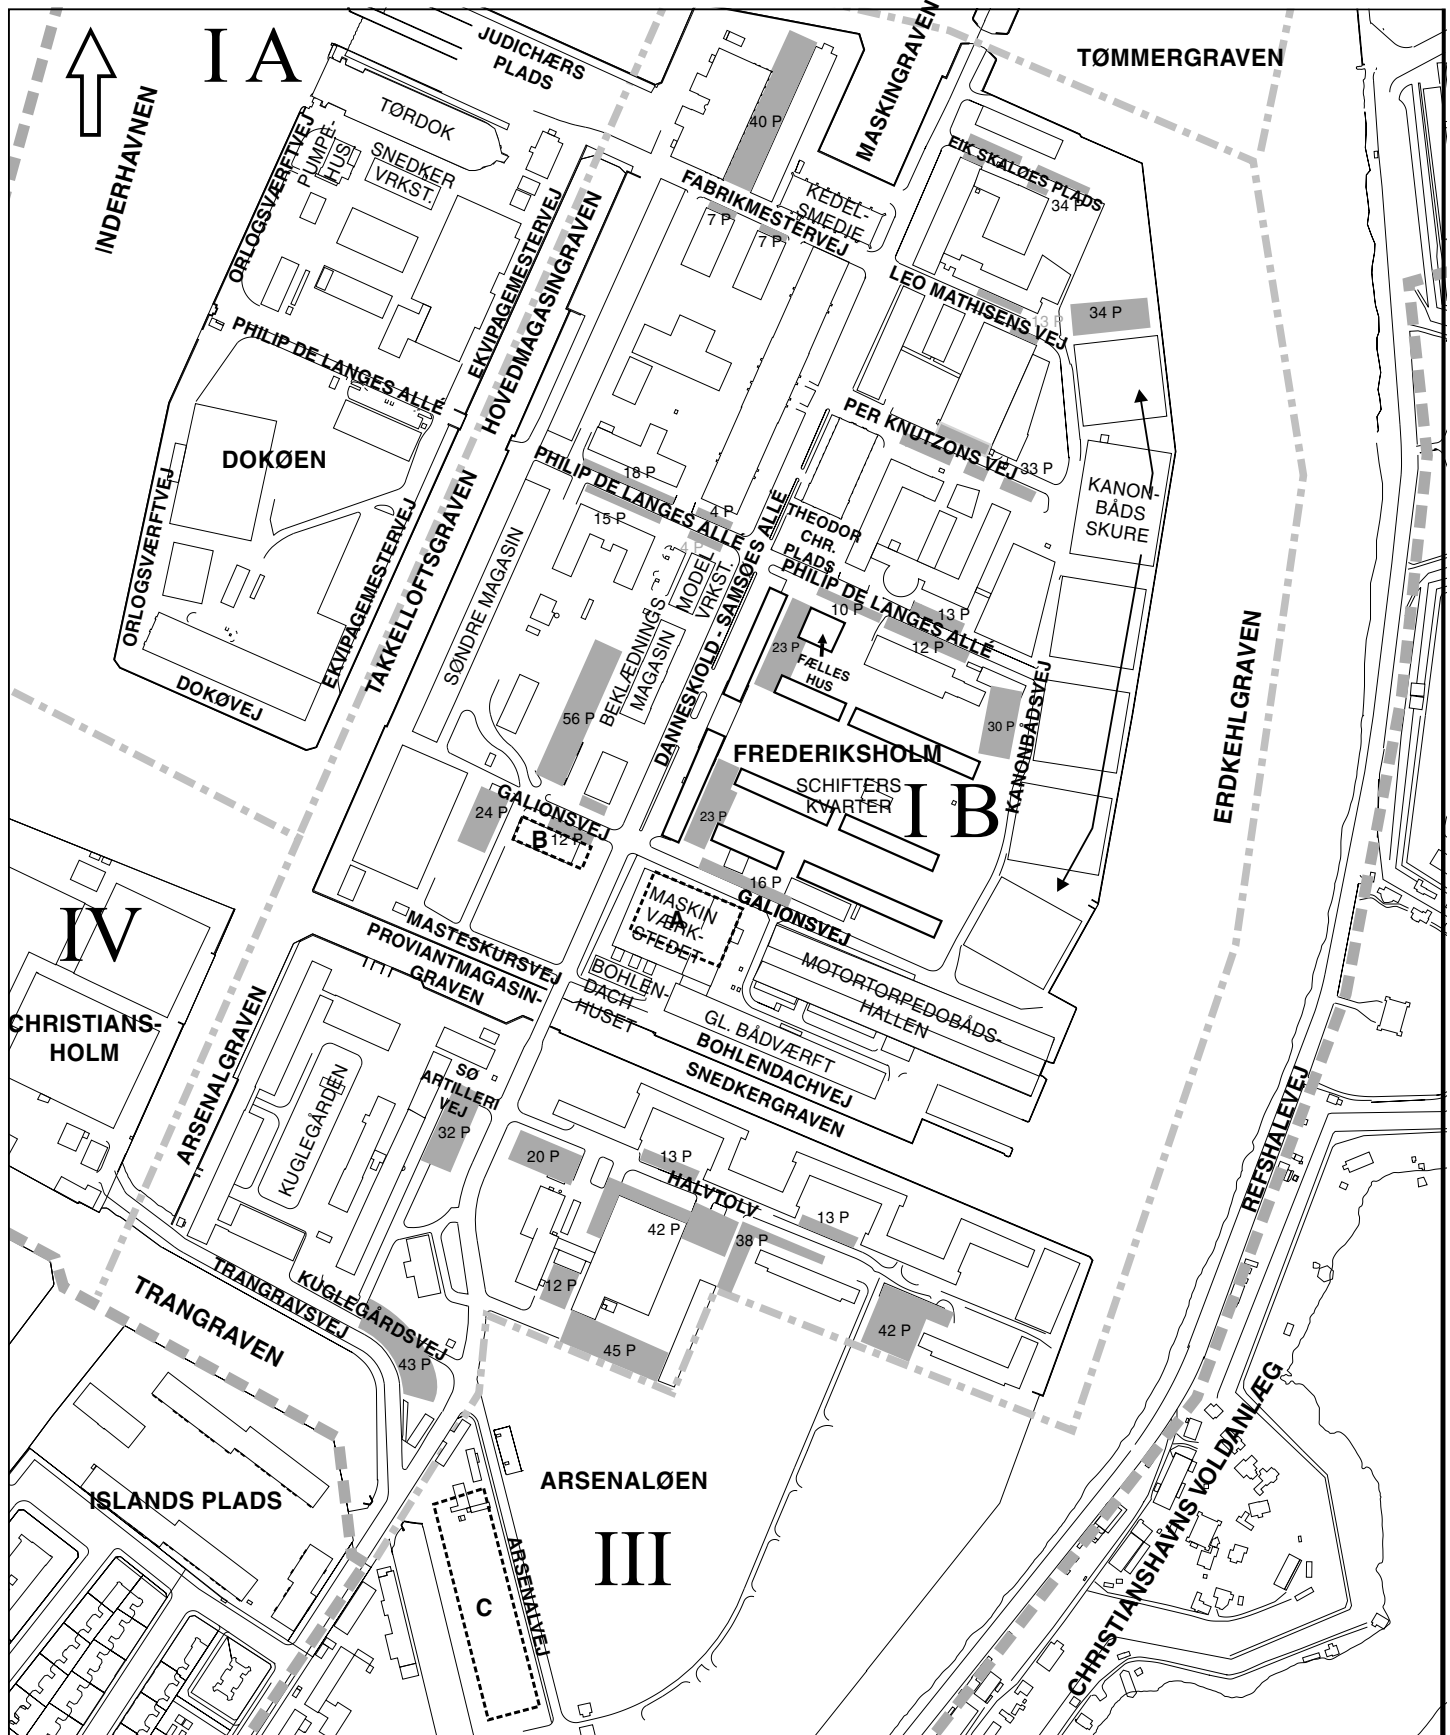 I A
JUDICHÆRS
PLADS
MASKINGRAVEN
TØMMERGRAVEN
INDERHAVNEN
TØRDOK
40 P
PUMPE-
HUS
SNEDKER
VRKST.
ORLOGSVÆRFTVEJ
EKVIPAGEMESTERVEJ
HOVEDMAGASINGRAVEN
FABRIKMESTERVEJ
7 P
7 P
KEDEL-
SMEDIE
EIK SKALØES PLADS
34 P
LEO MATHISENS VEJ
13 P
34 P
PHILIP DE LANGES ALLÉ
DOKØEN
PER KNUTZONS VEJ
33 P
KANON-
BÅDS
SKURE
PHILIP DE LANGES ALLÉ
18 P
15 P
4 P
4 P
ORLOGSVÆRFTVEJ
EKVIPAGEMESTERVEJ
TAKKELLOFTSGRAVEN
DOKØVEJ
SØNDRE MAGASIN
MODEL
VRKST.
BEKLÆDNINGS
MAGASIN
DANNESKIOLD - SAMSØES ALLÉ
THEODOR
CHR.
PLADS
PHILIP DE LANGES ALLÉ
10 P
13 P
12 P
23 P
FÆLLES
HUS
30 P
KANONBÅDSVEJ
ERDKEHLGRAVEN
56 P
FREDERIKSHOLM
SCHIFTERS
KVARTER
I B
24 P
GALIONSVEJ
B
12 P
23 P
16 P
GALIONSVEJ
MASKIN
VÆRK-
STEDET
A
IV
CHRISTIANS-
HOLM
MASTESKURSVEJ
PROVIANTMAGASIN-
GRAVEN
BOHLEN-
DACH
HUSET
MOTORTORPEDOBÅDS-
HALLEN
GL. BÅDVÆRFT
BOHLENDACHVEJ
SNEDKERGRAVEN
ARSENALGRAVEN
KUGLEGÅRDEN
SØ
ARTILLERI
VEJ
32 P
20 P
13 P
HALVTOLV
42 P
38 P
13 P
12 P
45 P
42 P
REFSHALEVEJ
TRANGRAVSVEJ
KUGLEGÅRDSVEJ
TRANGRAVEN
43 P
ISLANDS PLADS
ARSENALØEN
III
ARSENALVEJ
C
CHRISTIANSHAVNS VOLDANLÆG